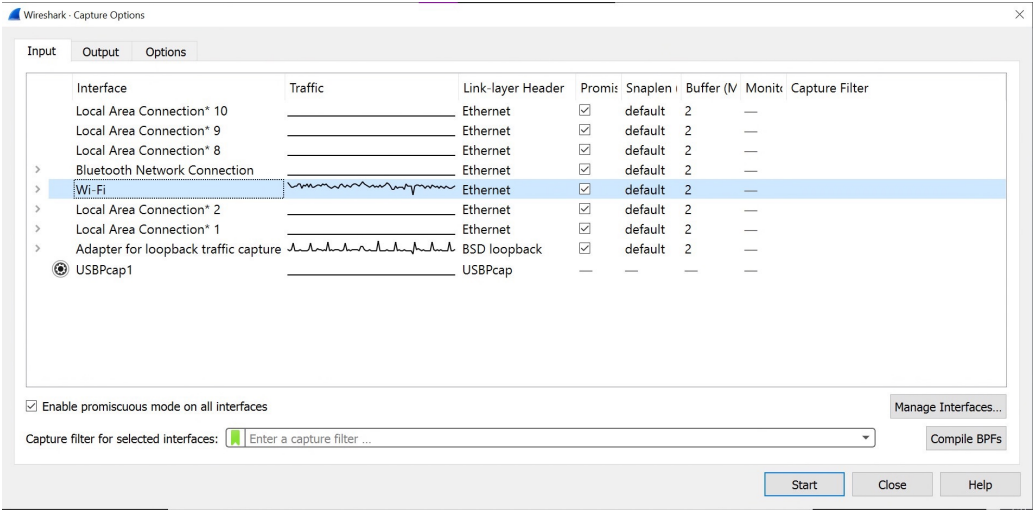 Wireshark · Capture Options
Input Output Options
Interface Traffic Link-layer Header Promis Snaplen ( Buffer (M Monito Capture Filter
Local Area Connection* 10 Ethernet default 2 —
Local Area Connection* 9 Ethernet default 2 —
Local Area Connection* 8 Ethernet default 2 —
Bluetooth Network Connection Ethernet default 2 —
Wi-Fi Ethernet default 2 —
Local Area Connection* 2 Ethernet default 2 —
Local Area Connection* 1 Ethernet default 2 —
Adapter for loopback traffic capture BSD loopback default 2 —
USBPcap1 USBPcap — — — —
Enable promiscuous mode on all interfaces Manage Interfaces...
Capture filter for selected interfaces: Enter a capture filter ... Compile BPFs
Start Close Help